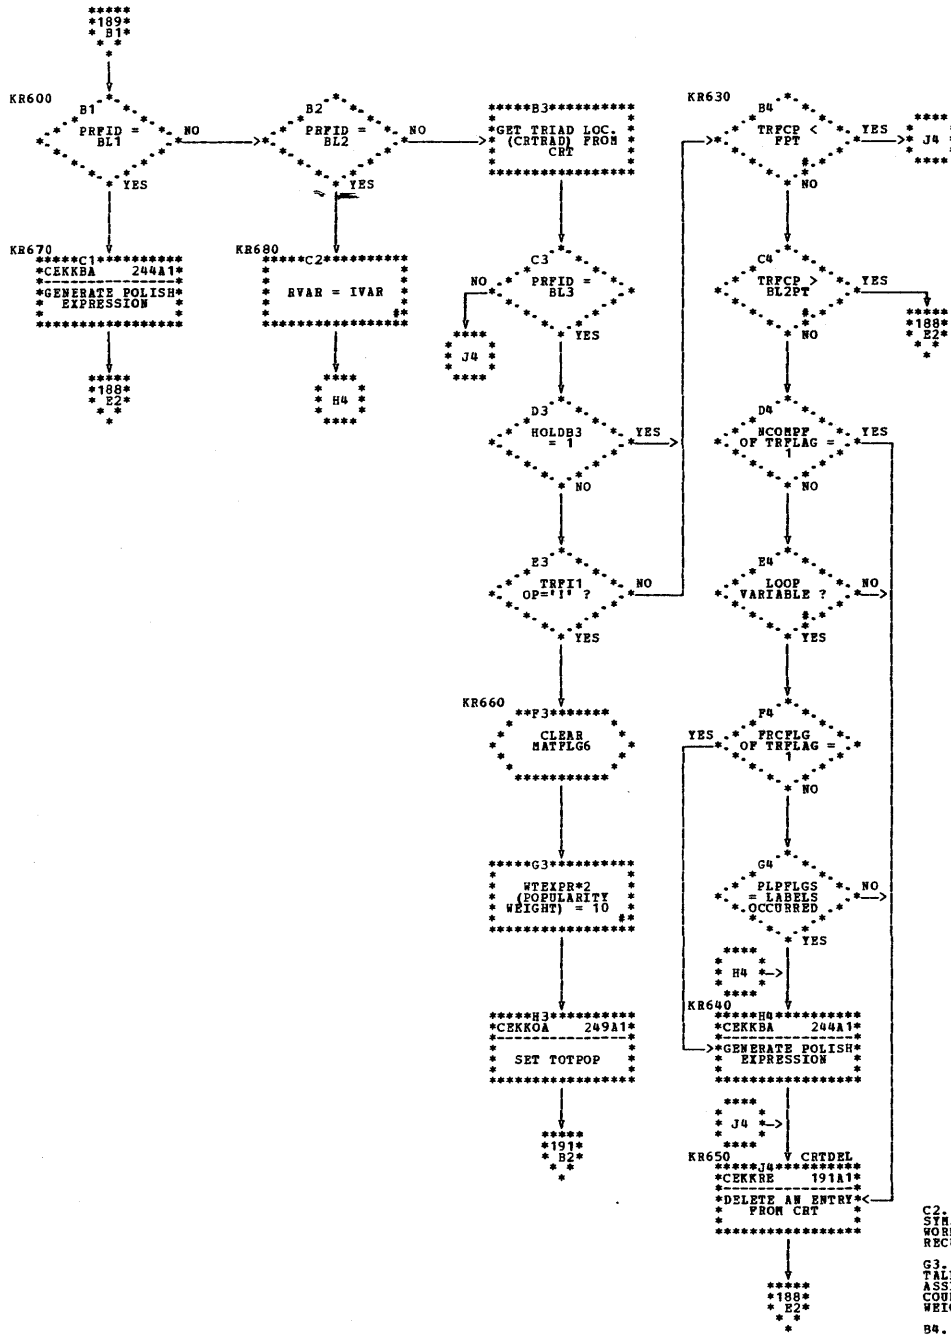 189
B1
KR600
B1
PRFID =
BL1
NO
YES
B2
PRFID =
BL2
NO
YES
B3
GET TRIAD LOC.
(CRTRAD) FROM
CRT
KR630
B4
TRFCP <
FPT
YES
NO
J4
KR670
C1
CEKKBA 244A1
GENERATE POLISH
EXPRESSION
188
E2
KR680
C2
RVAR = IVAR
H4
C3
PRFID =
BL3
NO
YES
J4
C4
TRFCP >
BL2PT
YES
NO
188
E2
D3
HOLDB3
= 1
YES
NO
D4
NCOMPF
OF TRFLAG =
1
YES
NO
E3
TRFI1
OP='I' ?
NO
YES
E4
LOOP
VARIABLE ?
NO
YES
KR660
F3
CLEAR
MATFLG6
F4
FRCFLG
OF TRFLAG =
1
YES
NO
G3
WTEXPR*2
(POPULARITY
WEIGHT) = 10
G4
PLPFLGS
= LABELS
OCCURRED
NO
YES
H4
KR640
H3
CEKKOA 249A1
SET TOTPOP
H4
CEKKBA 244A1
GENERATE POLISH
EXPRESSION
J4
191
B2
KR650 CRTDEL
J4
CEKKRE 191A1
DELETE AN ENTRY
FROM CRT
188
E2
C2.
G3.
B4.